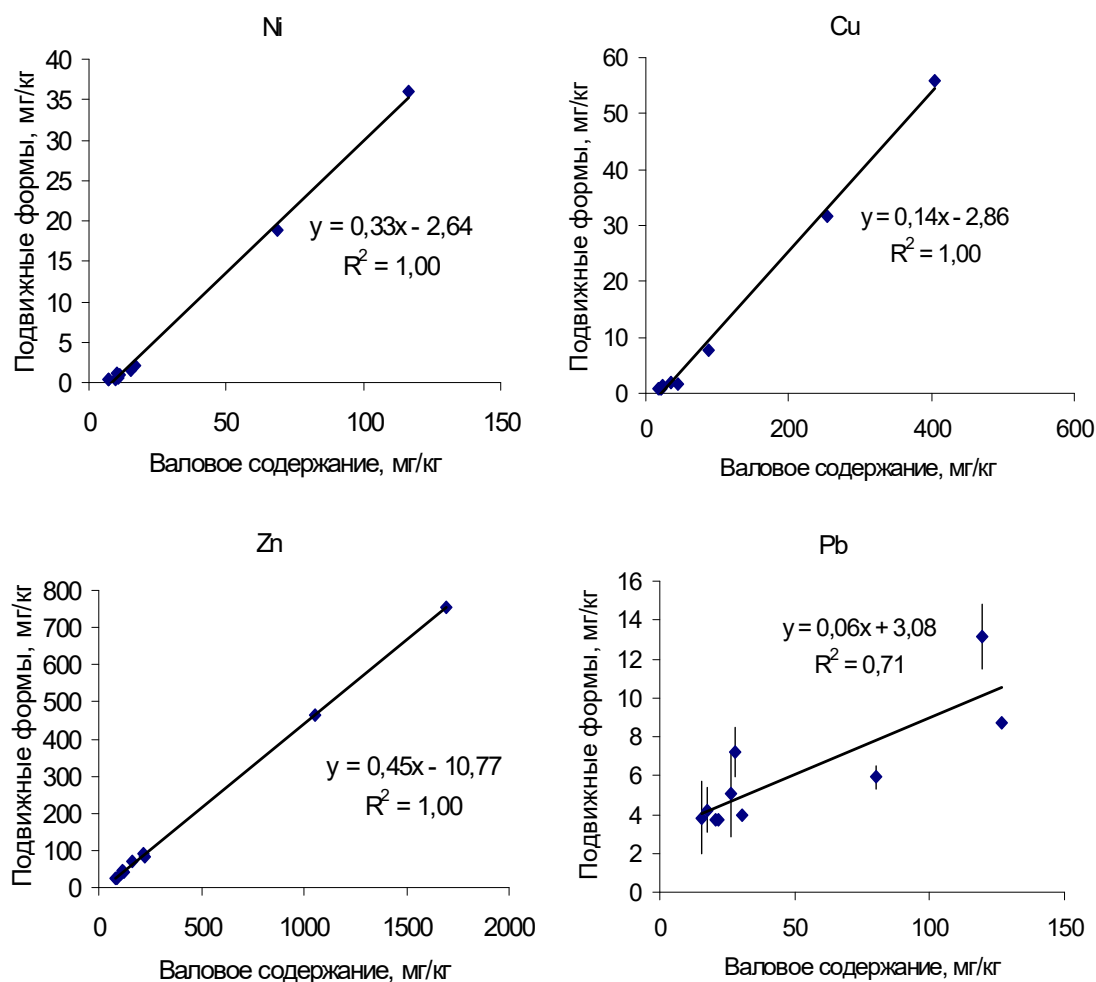 Ni
Подвижные формы, мг/кг
40
35
30
25
20
15
10
5
0
y = 0,33x - 2,64
R² = 1,00
0 50 100 150
Валовое содержание, мг/кг
Cu
Подвижные формы, мг/кг
60
50
40
30
20
10
0
y = 0,14x - 2,86
R² = 1,00
0 200 400 600
Валовое содержание, мг/кг
Zn
Подвижные формы, мг/кг
800
700
600
500
400
300
200
100
0
y = 0,45x - 10,77
R² = 1,00
0 500 1000 1500 2000
Валовое содержание, мг/кг
Pb
Подвижные формы, мг/кг
16
14
12
10
8
6
4
2
0
y = 0,06x + 3,08
R² = 0,71
0 50 100 150
Валовое содержание, мг/кг